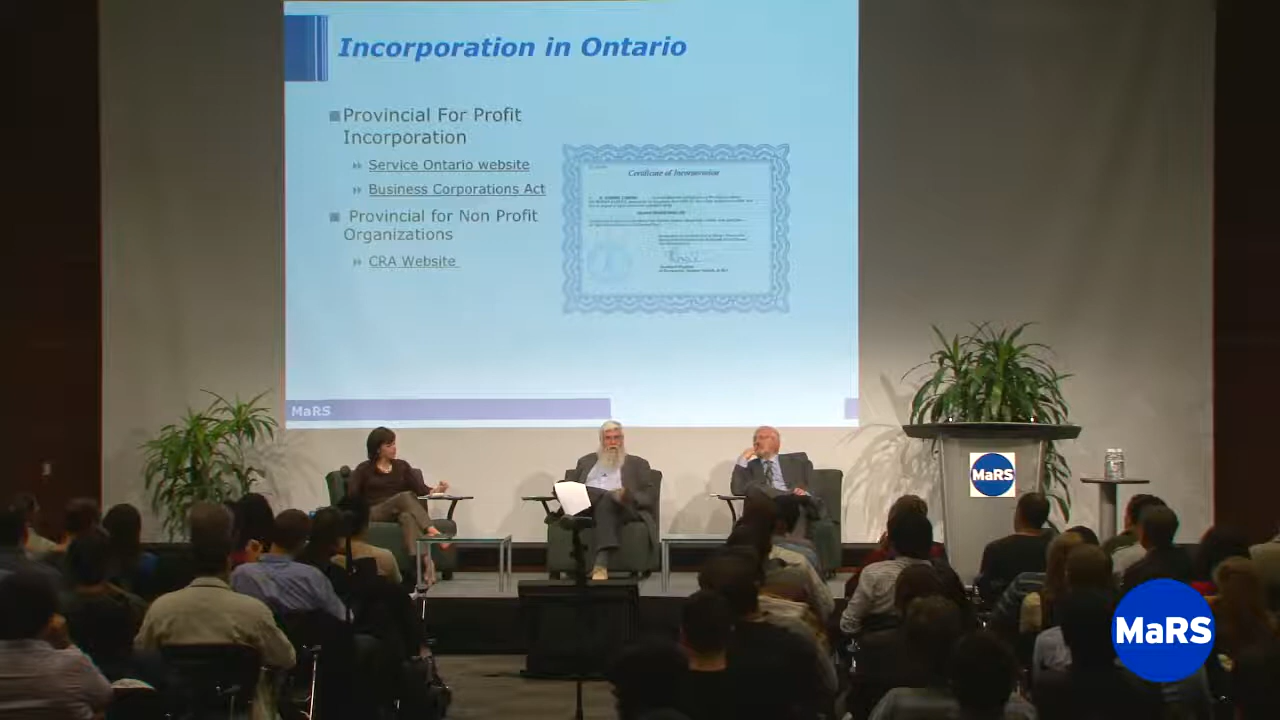 Incorporation in Ontario
Provincial For Profit
Incorporation
Service Ontario website
Business Corporations Act
Provincial for Non Profit
Organizations
CRA Website
Certificate of Incorporation
MaRS
MaRS
MaRS